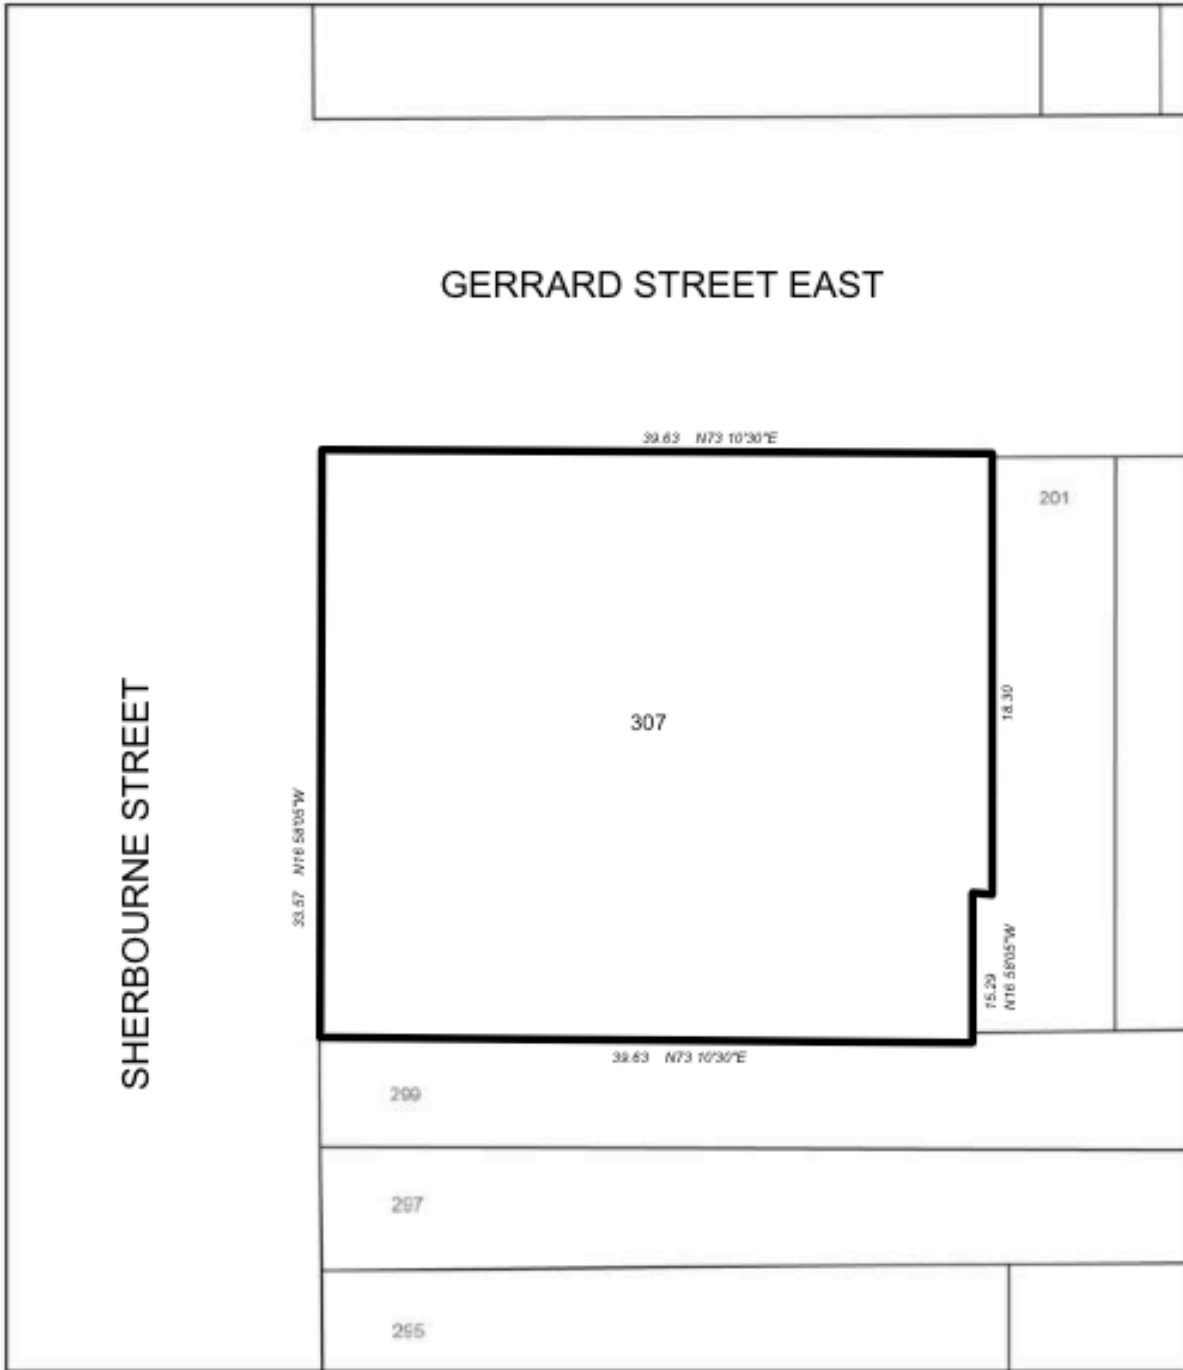 GERRARD STREET EAST
39.63 N73 10'30"E
201
18.30
307
SHERBOURNE STREET
33.57 N16 58'05"W
15.29
N16 58'05"W
39.63 N73 10'30"E
299
297
295